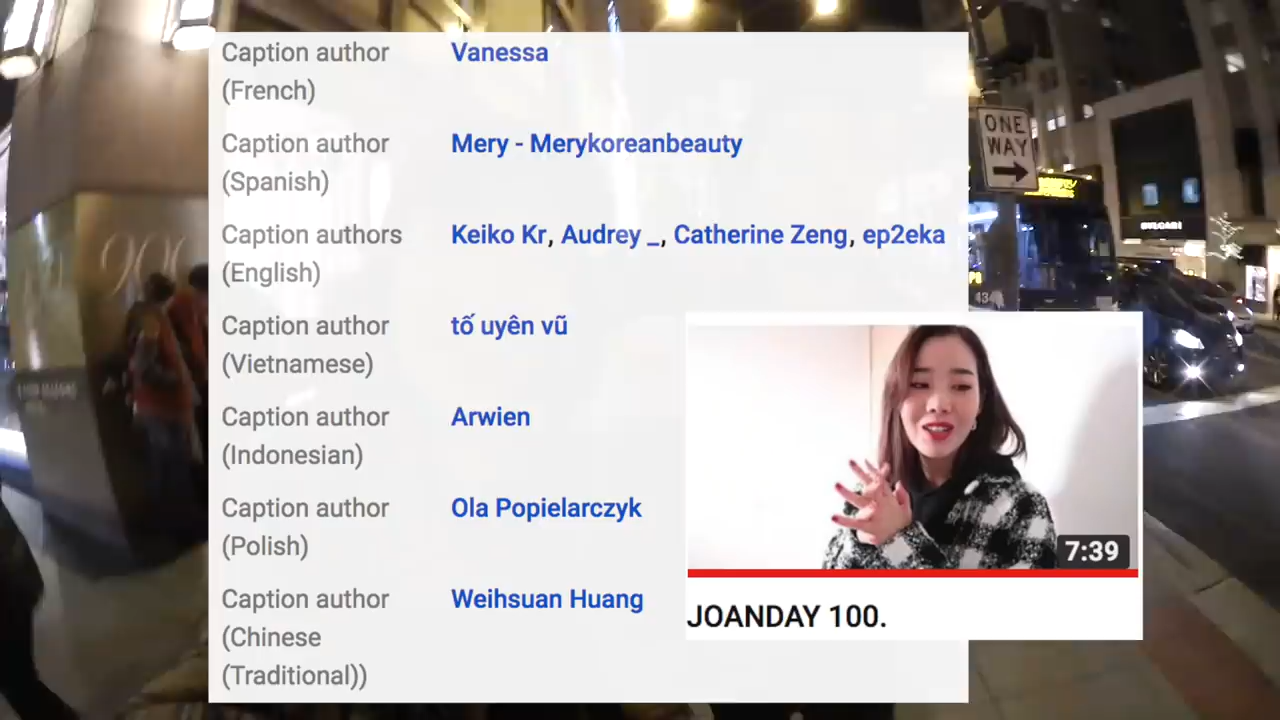 Caption author Vanessa
(French)
Caption author Mery - Merykoreanbeauty
(Spanish)
Caption authors Keiko Kr, Audrey _, Catherine Zeng, ep2eka
(English)
Caption author tố uyên vũ
(Vietnamese)
Caption author Arwien
(Indonesian)
Caption author Ola Popielarczyk
(Polish)
Caption author Weihsuan Huang
(Chinese
(Traditional))
7:39
JOANDAY 100.
ONE
WAY
BVLGARI
900